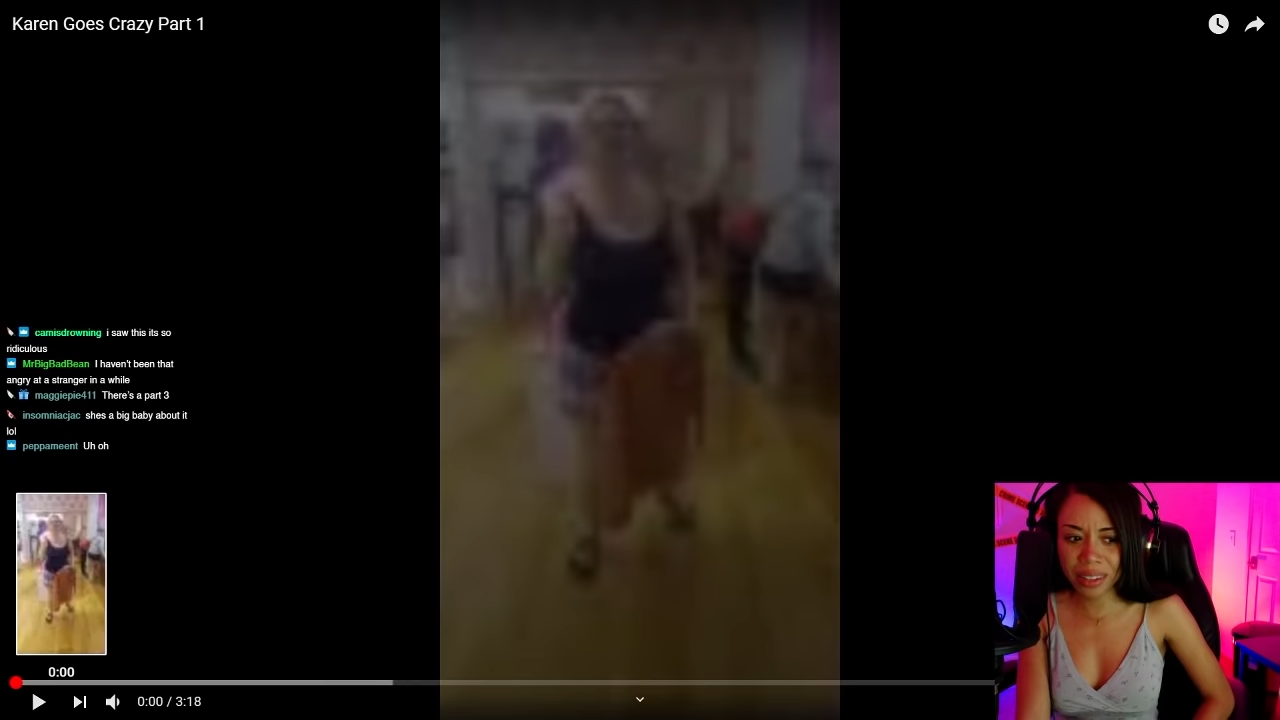 Karen Goes Crazy Part 1
camisdrowning i saw this its so
ridiculous
MrBigBadBean I haven't been that
angry at a stranger in a while
maggiepie411 There's a part 3
insomniacjac shes a big baby about it
lol
peppameent Uh oh
0:00
0:00 / 3:18